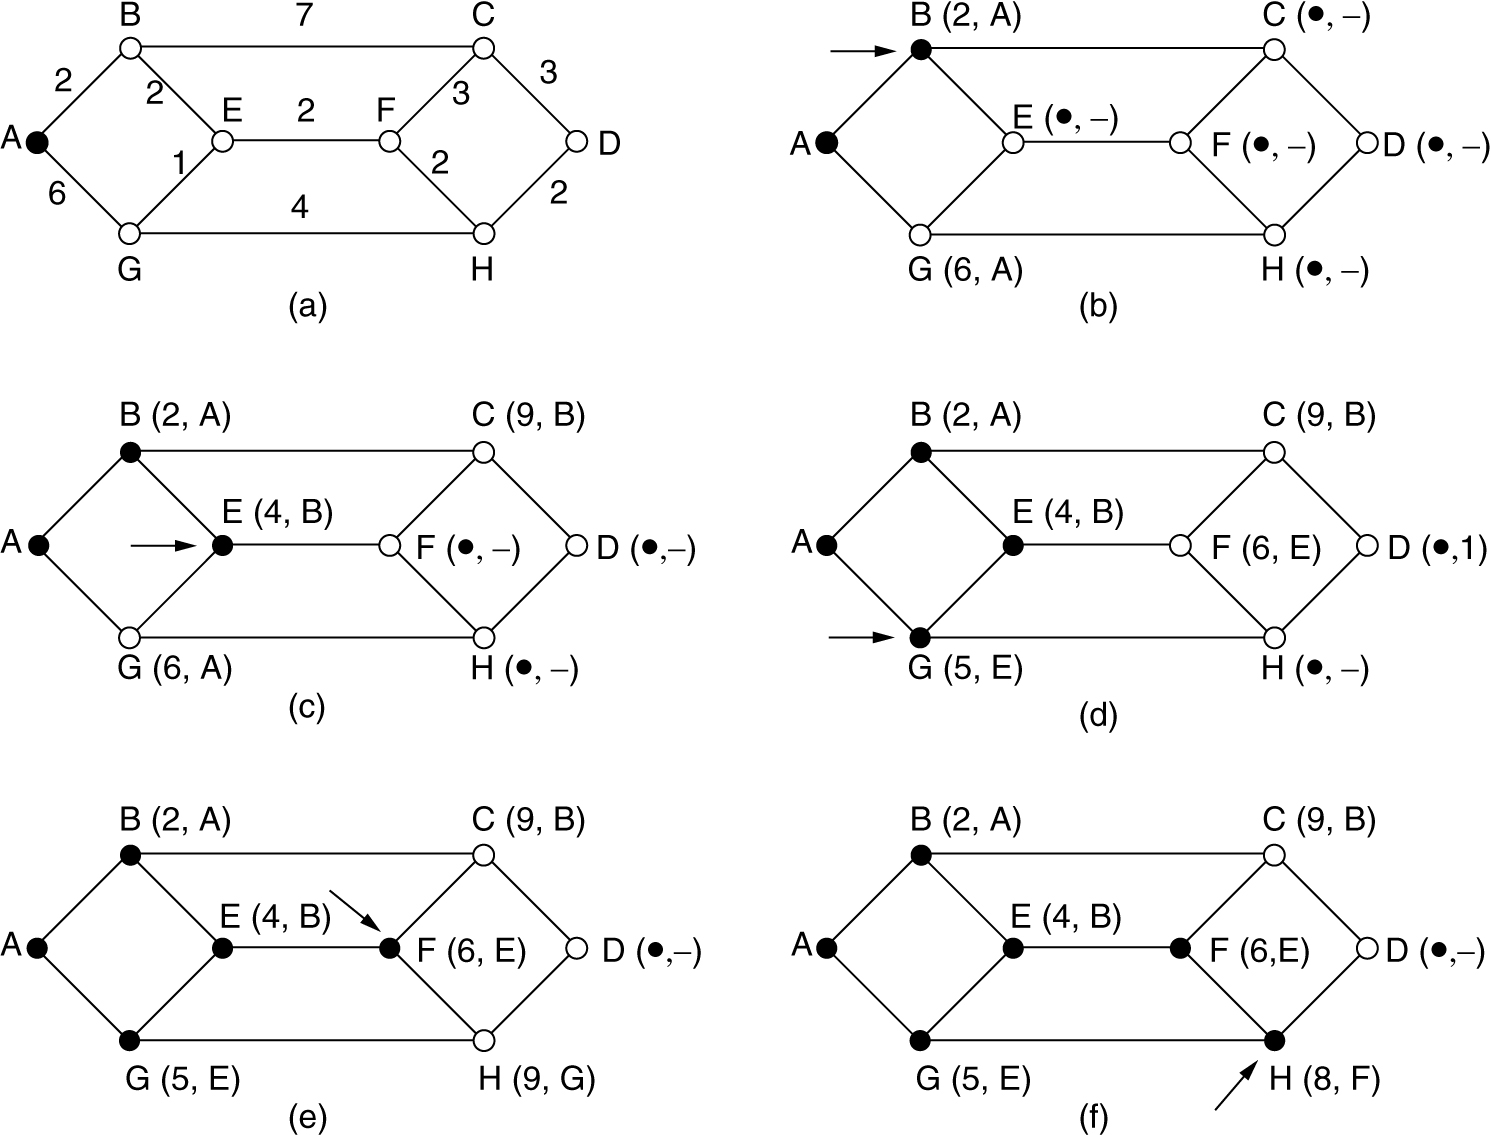 B 7 C
2 2 3 3
A E 2 F D
6 1 2 2
4
G H
(a)
B (2, A) C (●, –)
A E (●, –) F (●, –) D (●, –)
G (6, A) H (●, –)
(b)
B (2, A) C (9, B)
A E (4, B) F (●, –) D (●,–)
G (6, A) H (●, –)
(c)
B (2, A) C (9, B)
A E (4, B) F (6, E) D (●,1)
G (5, E) H (●, –)
(d)
B (2, A) C (9, B)
A E (4, B) F (6, E) D (●,–)
G (5, E) H (9, G)
(e)
B (2, A) C (9, B)
A E (4, B) F (6,E) D (●,–)
G (5, E) H (8, F)
(f)